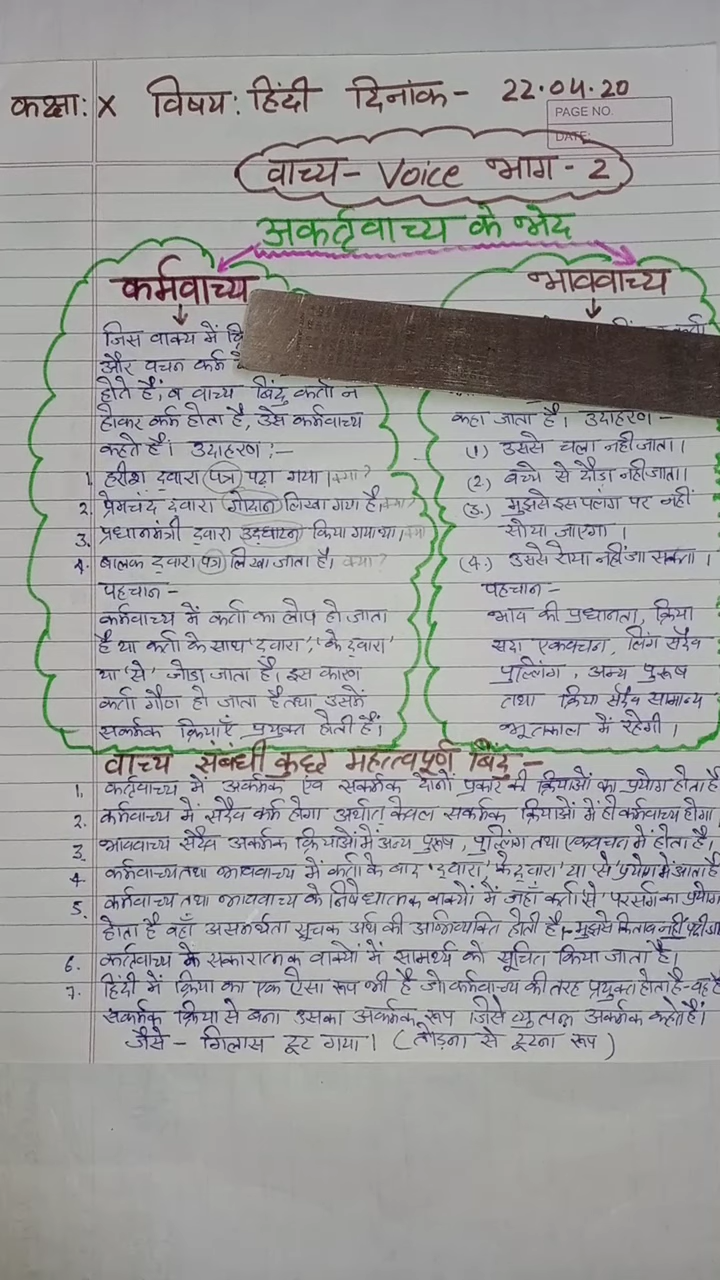 कक्षा: X विषय: हिंदी दिनांक- 22.04.20
PAGE NO.
DATE:
वाच्य- Voice भाग-2
अकर्तृवाच्य के भेद
कर्मवाच्य
जिस वाक्य में
और वचन कर्म
होते हैं, व वाच्य बिंदु कर्ता न
होकर कर्म होता है, उसे कर्मवाच्य
कहते हैं। उदाहरण :-
1. हरीश द्वारा पत्र पढ़ा गया। क्या?
2. प्रेमचंद द्वारा गोदान लिखा गया है। क्या?
3. प्रधानमंत्री द्वारा उद्घाटन किया गया था। क्या
4. बालक द्वारा पत्र लिखा जाता है। क्या?
पहचान-
कर्मवाच्य में कर्ता का लोप हो जाता
है या कर्ता के साथ 'द्वारा', 'के द्वारा'
या 'से' जोड़ा जाता है। इस कारण
कर्ता गौण हो जाता है तथा उसमें
सकर्मक क्रियाएँ प्रयुक्त होती हैं।
भाववाच्य
कहा जाता है। उदाहरण-
(1) उससे चला नहीं जाता।
(2) बच्चे से दौड़ा नहीं जाता।
(3.) मुझसे इस पलंग पर नहीं
सोया जाएगा।
(4.) उससे रोया नहीं जा सकता।
पहचान-
भाव की प्रधानता, क्रिया
सदा एकवचन, लिंग सदैव
पुल्लिंग, अन्य पुरुष
तथा क्रिया सदैव सामान्य
भूतकाल में रहेगी।
वाच्य संबंधी कुछ महत्वपूर्ण बिंदु-
1. कर्तृवाच्य में अकर्मक एवं सकर्मक दोनों प्रकार की क्रियाओं का प्रयोग होता है
2. कर्मवाच्य में सदैव कर्म होगा अर्थात केवल सकर्मक क्रियाओं में ही कर्मवाच्य होगा।
3 भाववाच्य सदैव अकर्मक क्रियाओं में अन्य पुरुष, पुल्लिंग तथा एकवचन में होता है।
4 कर्मवाच्य तथा भाववाच्य में कर्ता के बाद 'द्वारा', 'के द्वारा' या 'से' प्रयोग में आता है
5. कर्मवाच्य तथा भाववाच्य के निषेधात्मक वाक्यों में जहाँ कर्ता 'से' परसर्ग का प्रयोग
होता है वहाँ असमर्थता सूचक अर्थ की अभिव्यक्ति होती है,- मुझसे किताब नहीं पढ़ी जा
6. कर्तृवाच्य के सकारात्मक वाक्यों में सामर्थ्य को सूचित किया जाता है।
7. हिंदी में क्रिया का एक ऐसा रूप भी है जो कर्मवाच्य की तरह प्रयुक्त होता है- वह है
सकर्मक क्रिया से बना उसका अकर्मक रूप जिसे व्युत्पन्न अकर्मक कहते हैं।
जैसे- गिलास टूट गया। (तोड़ना से टूटना रूप)